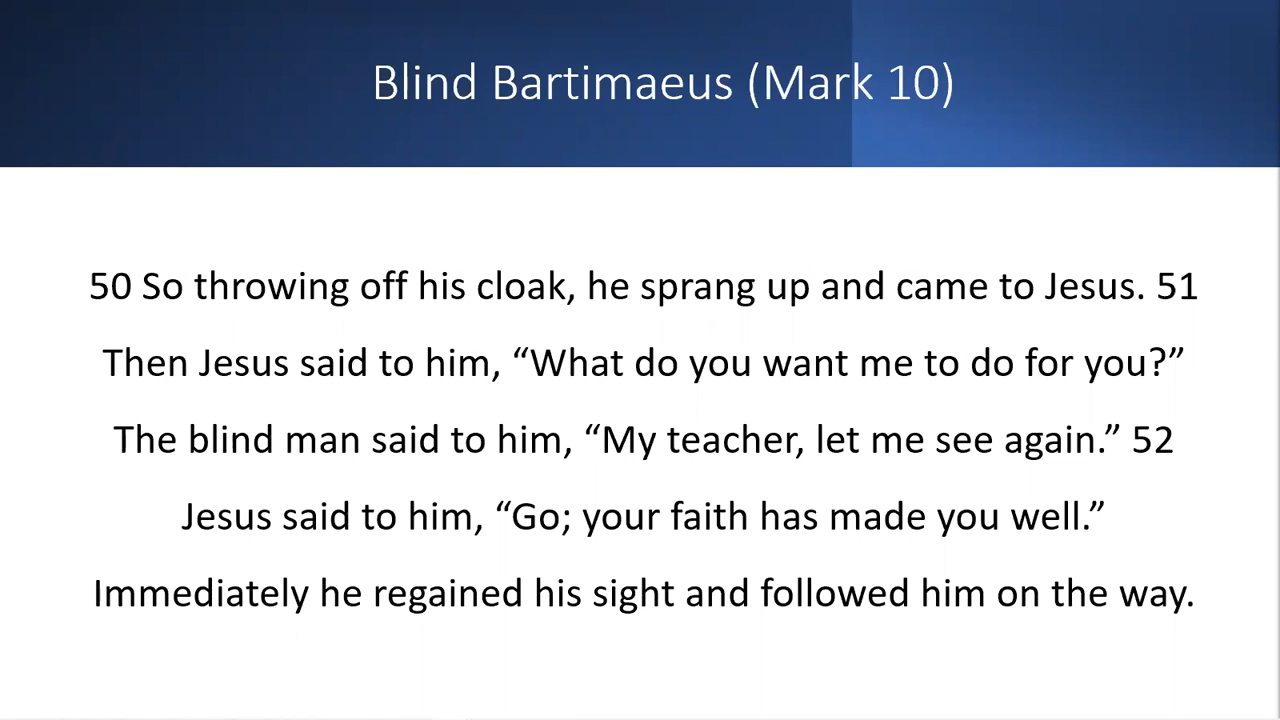 Blind Bartimaeus (Mark 10)
50 So throwing off his cloak, he sprang up and came to Jesus. 51
Then Jesus said to him, “What do you want me to do for you?”
The blind man said to him, “My teacher, let me see again.” 52
Jesus said to him, “Go; your faith has made you well.”
Immediately he regained his sight and followed him on the way.